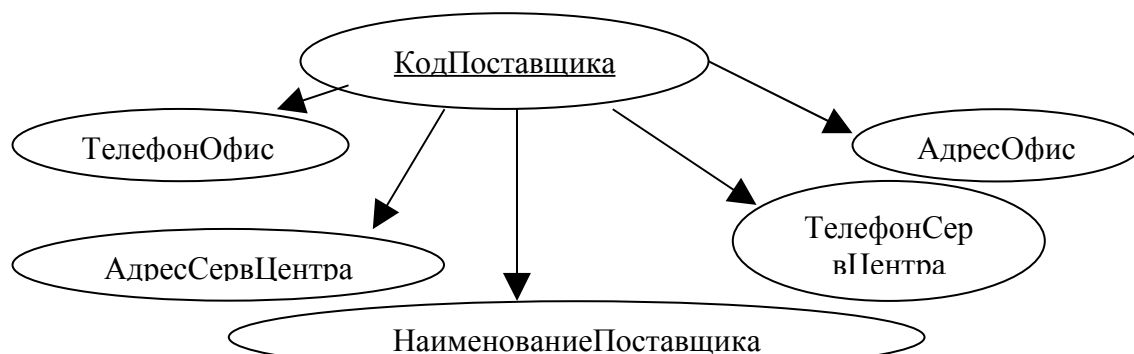 КодПоставщика
ТелефонОфис
АдресОфис
ТелефонСер
вЦентра
АдресСервЦентра
НаименованиеПоставщика